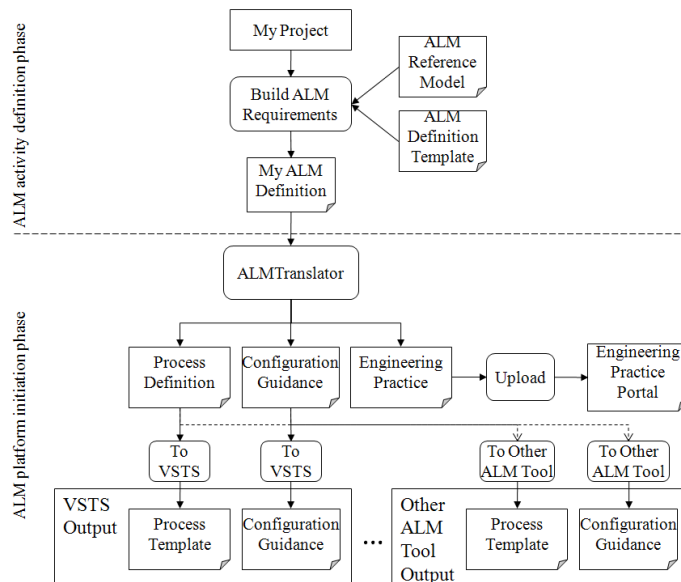 ALM activity definition phase
My Project
ALM
Reference
Model
Build ALM
Requirements
ALM
Definition
Template
My ALM
Definition
ALM platform initiation phase
ALMTranslator
Process
Definition
Configuration
Guidance
Engineering
Practice
Upload
Engineering
Practice
Portal
To
VSTS
To
VSTS
To Other
ALM Tool
To Other
ALM Tool
VSTS
Output
Process
Template
Configuration
Guidance
...
Other
ALM
Tool
Output
Process
Template
Configuration
Guidance